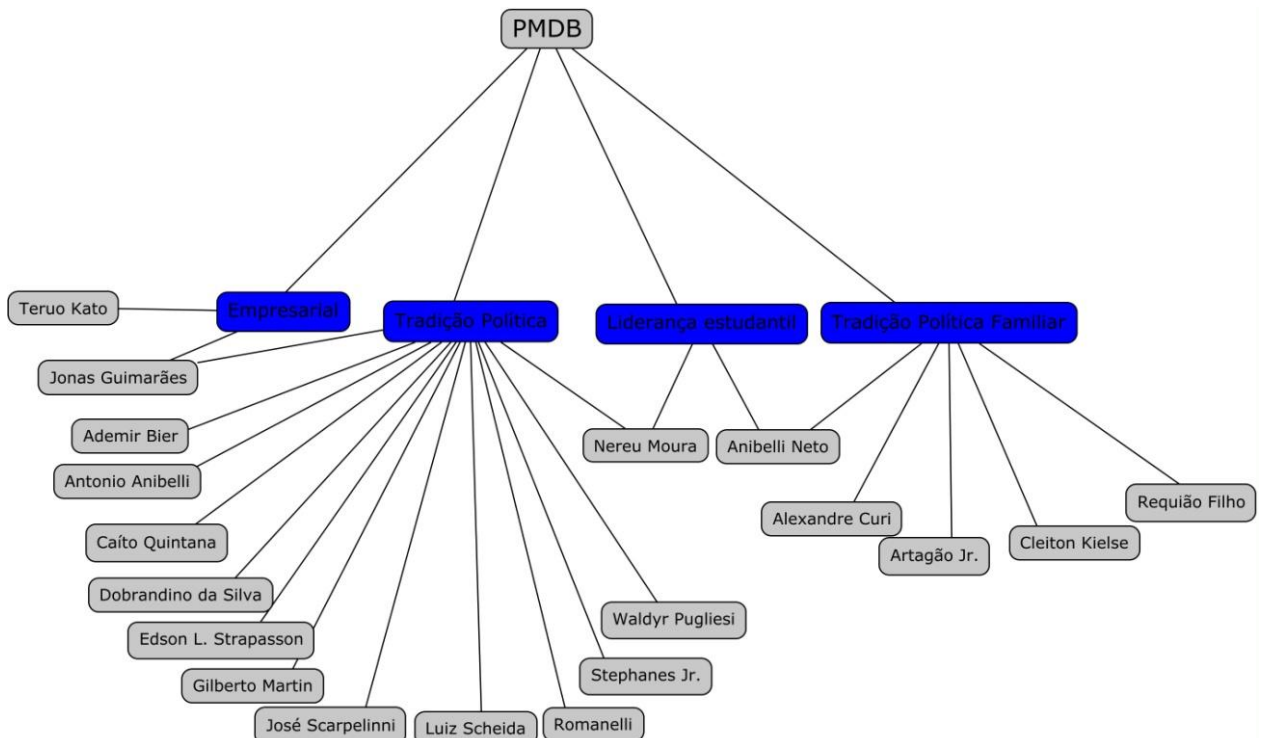 PMDB
Teruo Kato
Empresarial
Tradição Política
Liderança estudantil
Tradição Política Familiar
Jonas Guimarães
Ademir Bier
Nereu Moura
Anibelli Neto
Antonio Anibelli
Requião Filho
Alexandre Curi
Caíto Quintana
Artagão Jr.
Cleiton Kielse
Dobrandino da Silva
Waldyr Pugliesi
Edson L. Strapasson
Stephanes Jr.
Gilberto Martin
José Scarpelinni
Luiz Scheida
Romanelli